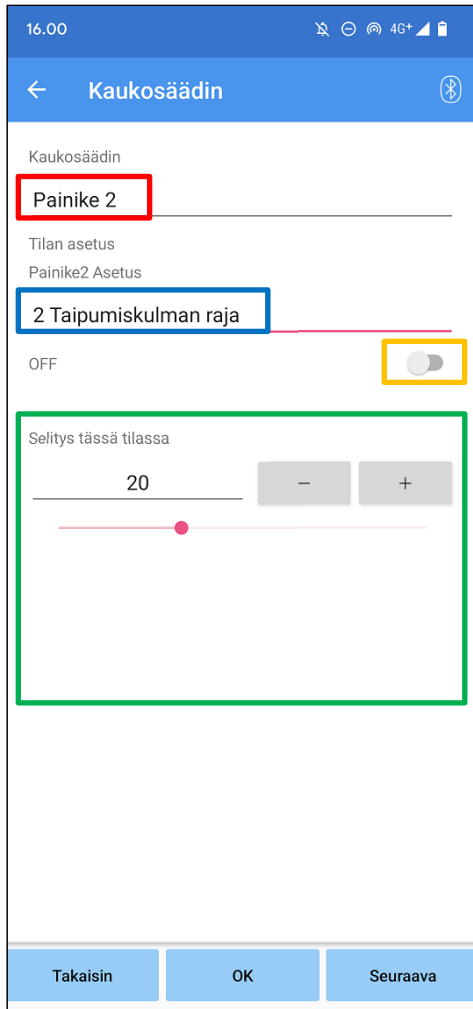 16.00 4G+
Kaukosäädin
Kaukosäädin
Painike 2
Tilan asetus
Painike2 Asetus
2 Taipumiskulman raja
OFF
Selitys tässä tilassa
20 − +
Takaisin OK Seuraava